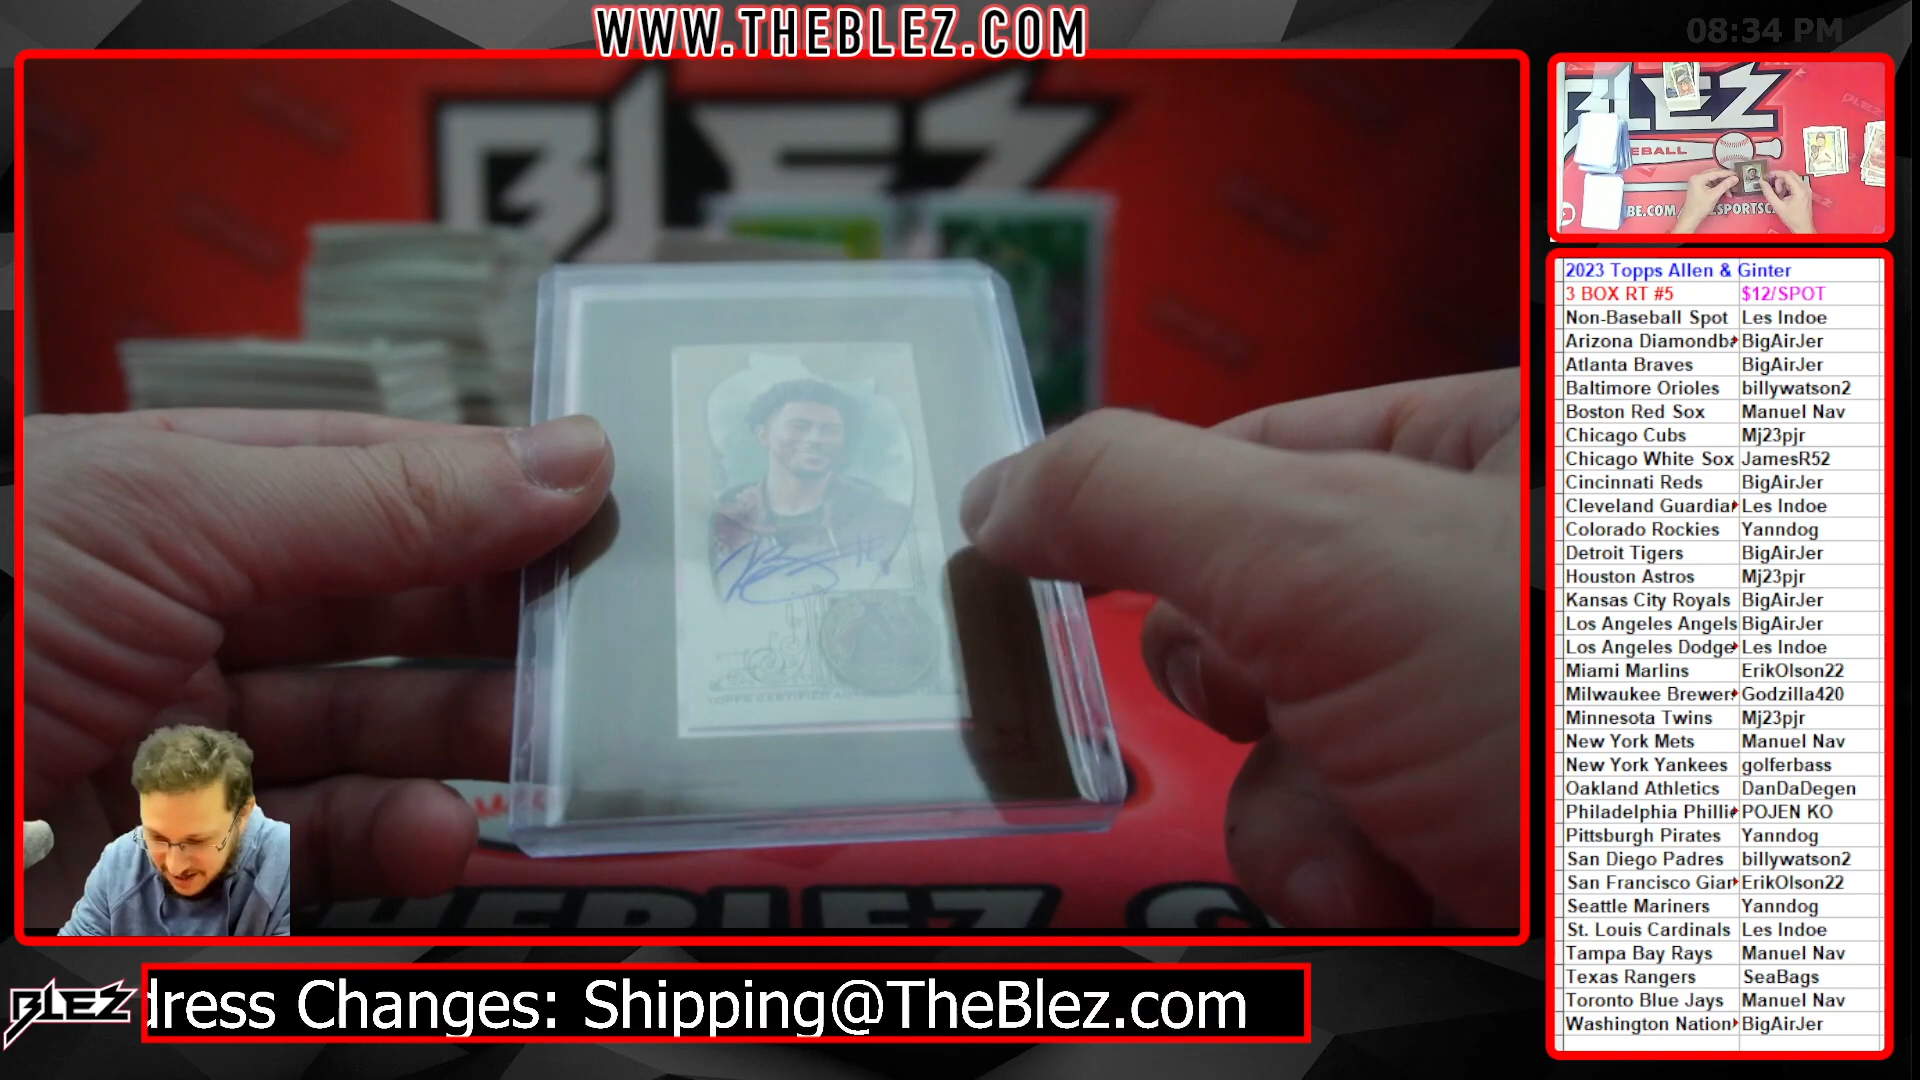 WWW.THEBLEZ.COM
08:34 PM
BLEZ
BLEZ
EBALL
BE.COM
2023 Topps Allen & Ginter
3 BOX RT #5 $12/SPOT
Non-Baseball Spot Les Indoe
Arizona Diamondba BigAirJer
Atlanta Braves BigAirJer
Baltimore Orioles billywatson2
Boston Red Sox Manuel Nav
Chicago Cubs Mj23pjr
Chicago White Sox JamesR52
Cincinnati Reds BigAirJer
Cleveland Guardia Les Indoe
Colorado Rockies Yanndog
Detroit Tigers BigAirJer
Houston Astros Mj23pjr
Kansas City Royals BigAirJer
Los Angeles Angels BigAirJer
Los Angeles Dodge Les Indoe
Miami Marlins ErikOlson22
Milwaukee Brewer Godzilla420
Minnesota Twins Mj23pjr
New York Mets Manuel Nav
New York Yankees golferbass
Oakland Athletics DanDaDegen
Philadelphia Philli POJEN KO
Pittsburgh Pirates Yanndog
San Diego Padres billywatson2
San Francisco Giar ErikOlson22
Seattle Mariners Yanndog
St. Louis Cardinals Les Indoe
Tampa Bay Rays Manuel Nav
Texas Rangers SeaBags
Toronto Blue Jays Manuel Nav
Washington Nation BigAirJer
TOPPS CERTIFIED
BLEZ
dress Changes: Shipping@TheBlez.com